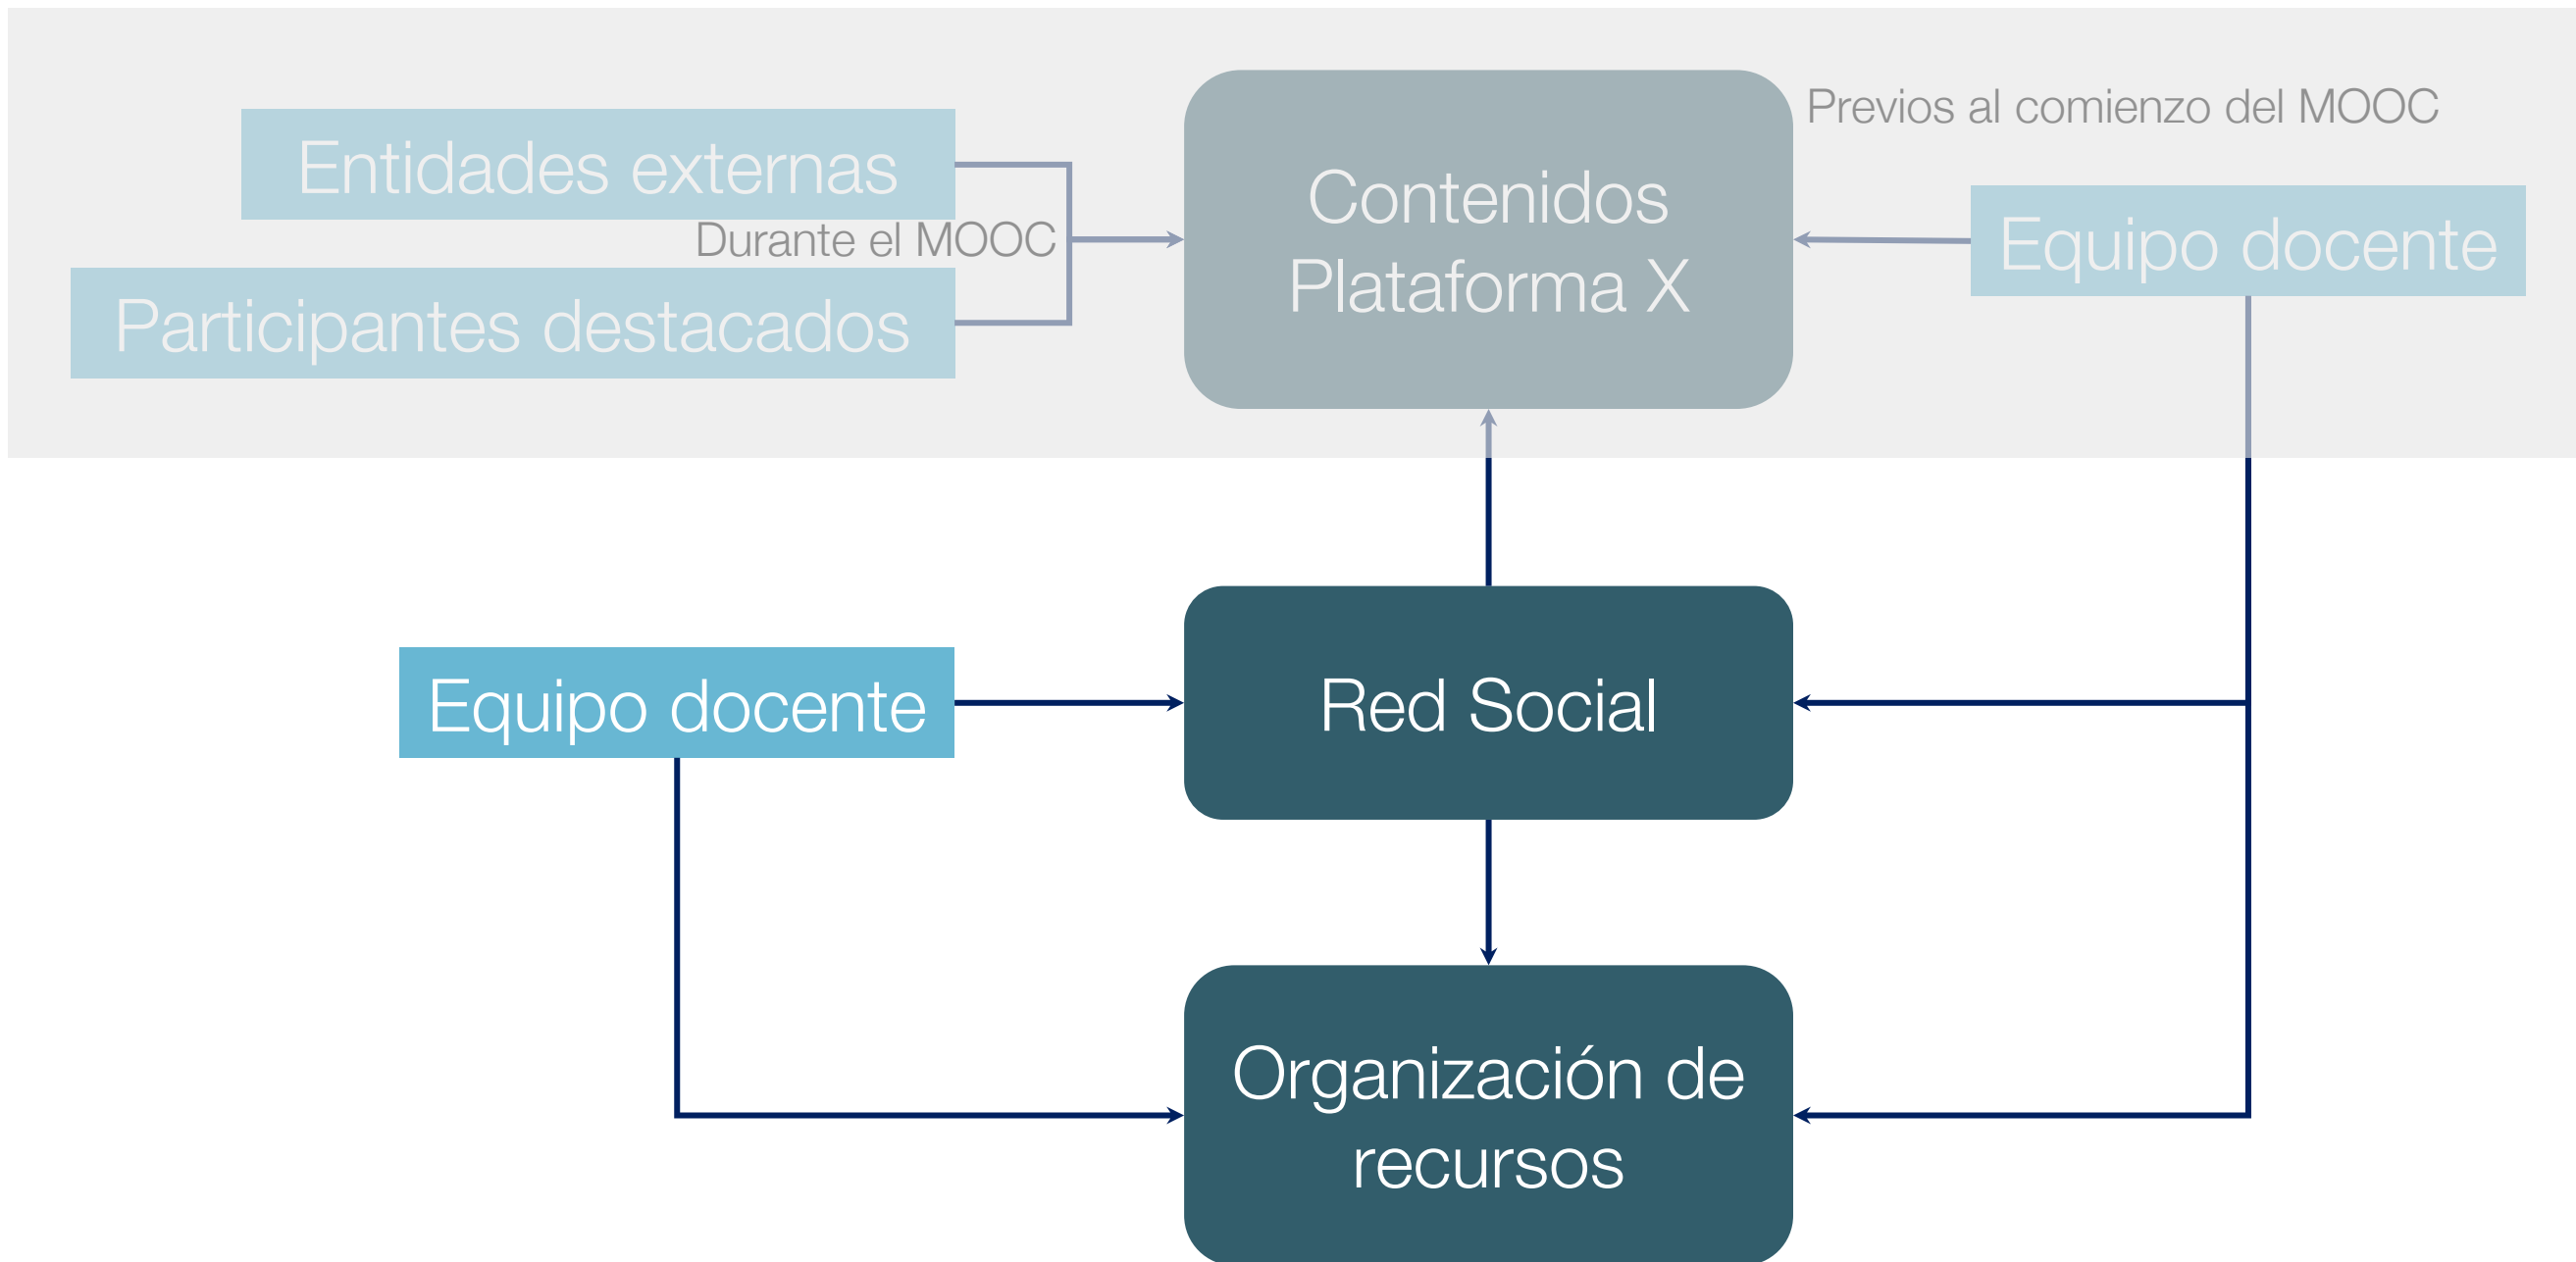 Previos al comienzo del MOOC
Entidades externas
Durante el MOOC
Participantes destacados
Contenidos
Plataforma X
Equipo docente
Equipo docente
Red Social
Organización de
recursos